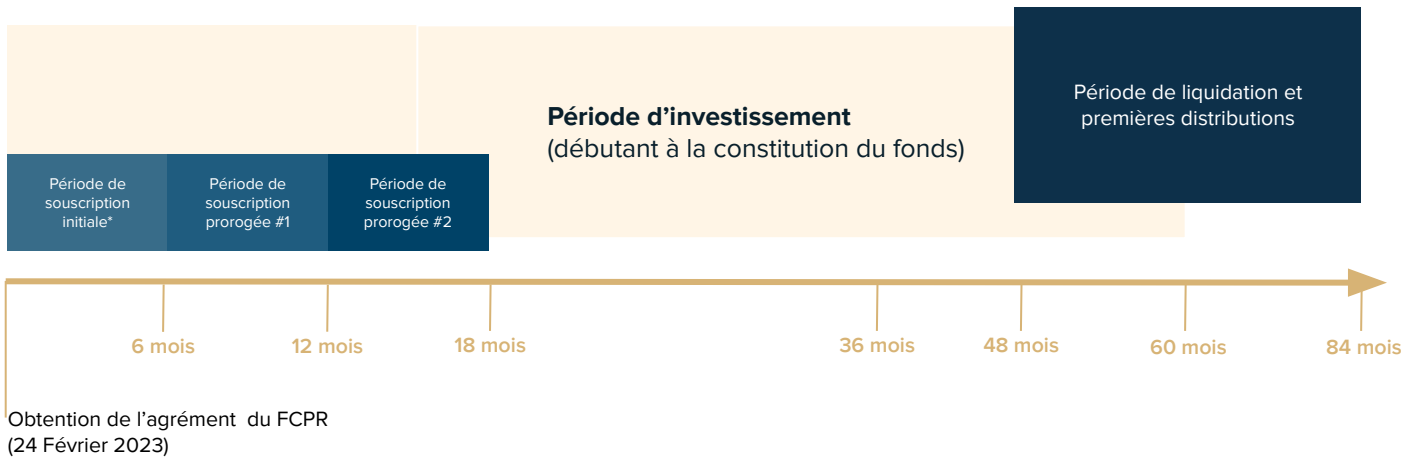 Période d’investissement
(débutant à la constitution du fonds)
Période de liquidation et
premières distributions
Période de
souscription
initiale*
Période de
souscription
prorogée #1
Période de
souscription
prorogée #2
6 mois
12 mois
18 mois
36 mois
48 mois
60 mois
84 mois
Obtention de l’agrément du FCPR
(24 Février 2023)